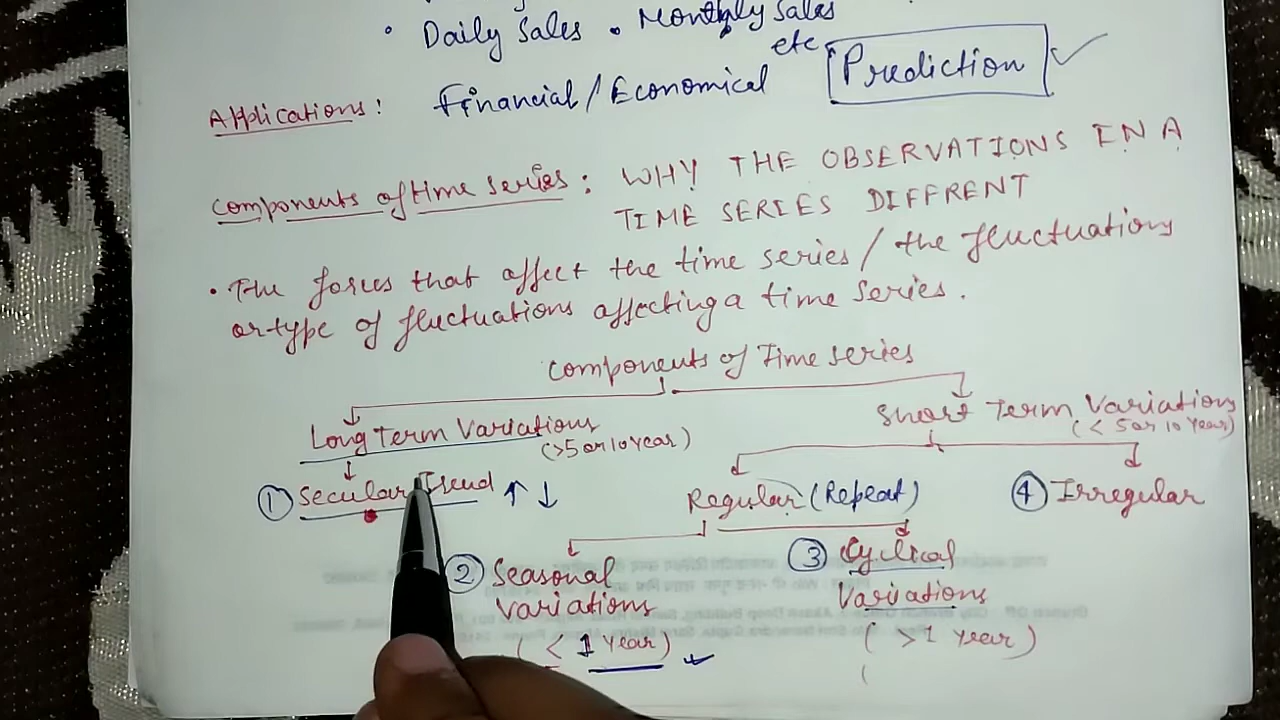 • Daily Sales • Monthly Sales
etc
Applications: Financial/Economical Prediction
Components of time series: WHY THE OBSERVATIONS IN A
TIME SERIES DIFFRENT
• The forces that affect the time series/ the fluctuations
or type of fluctuations affecting a time series.
Components of Time series
Long Term Variations
(>5 or 10 year)
Short Term Variations
(< 5 or 10 year)
① Secular Trend ↑ ↓
Regular (Repeat)
④ Irregular
② Seasonal
Variations
(< 1 year)
③ Cyclical
Variations
( >1 year)
(